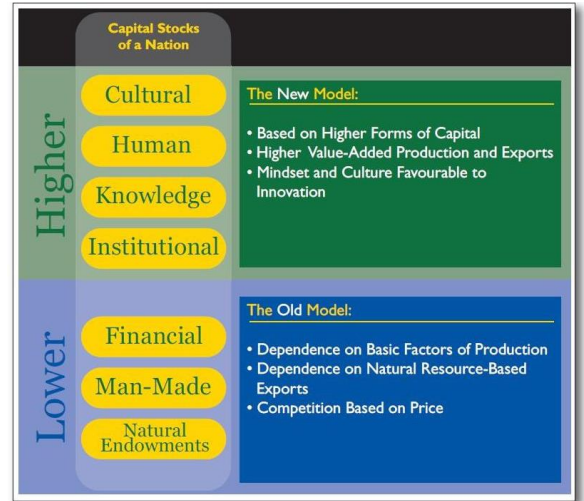 Capital Stocks
of a Nation
Higher
Cultural
Human
Knowledge
Institutional
The New Model:
• Based on Higher Forms of Capital
• Higher Value-Added Production and Exports
• Mindset and Culture Favourable to
Innovation
Lower
Financial
Man-Made
Natural
Endowments
The Old Model:
• Dependence on Basic Factors of Production
• Dependence on Natural Resource-Based
Exports
• Competition Based on Price